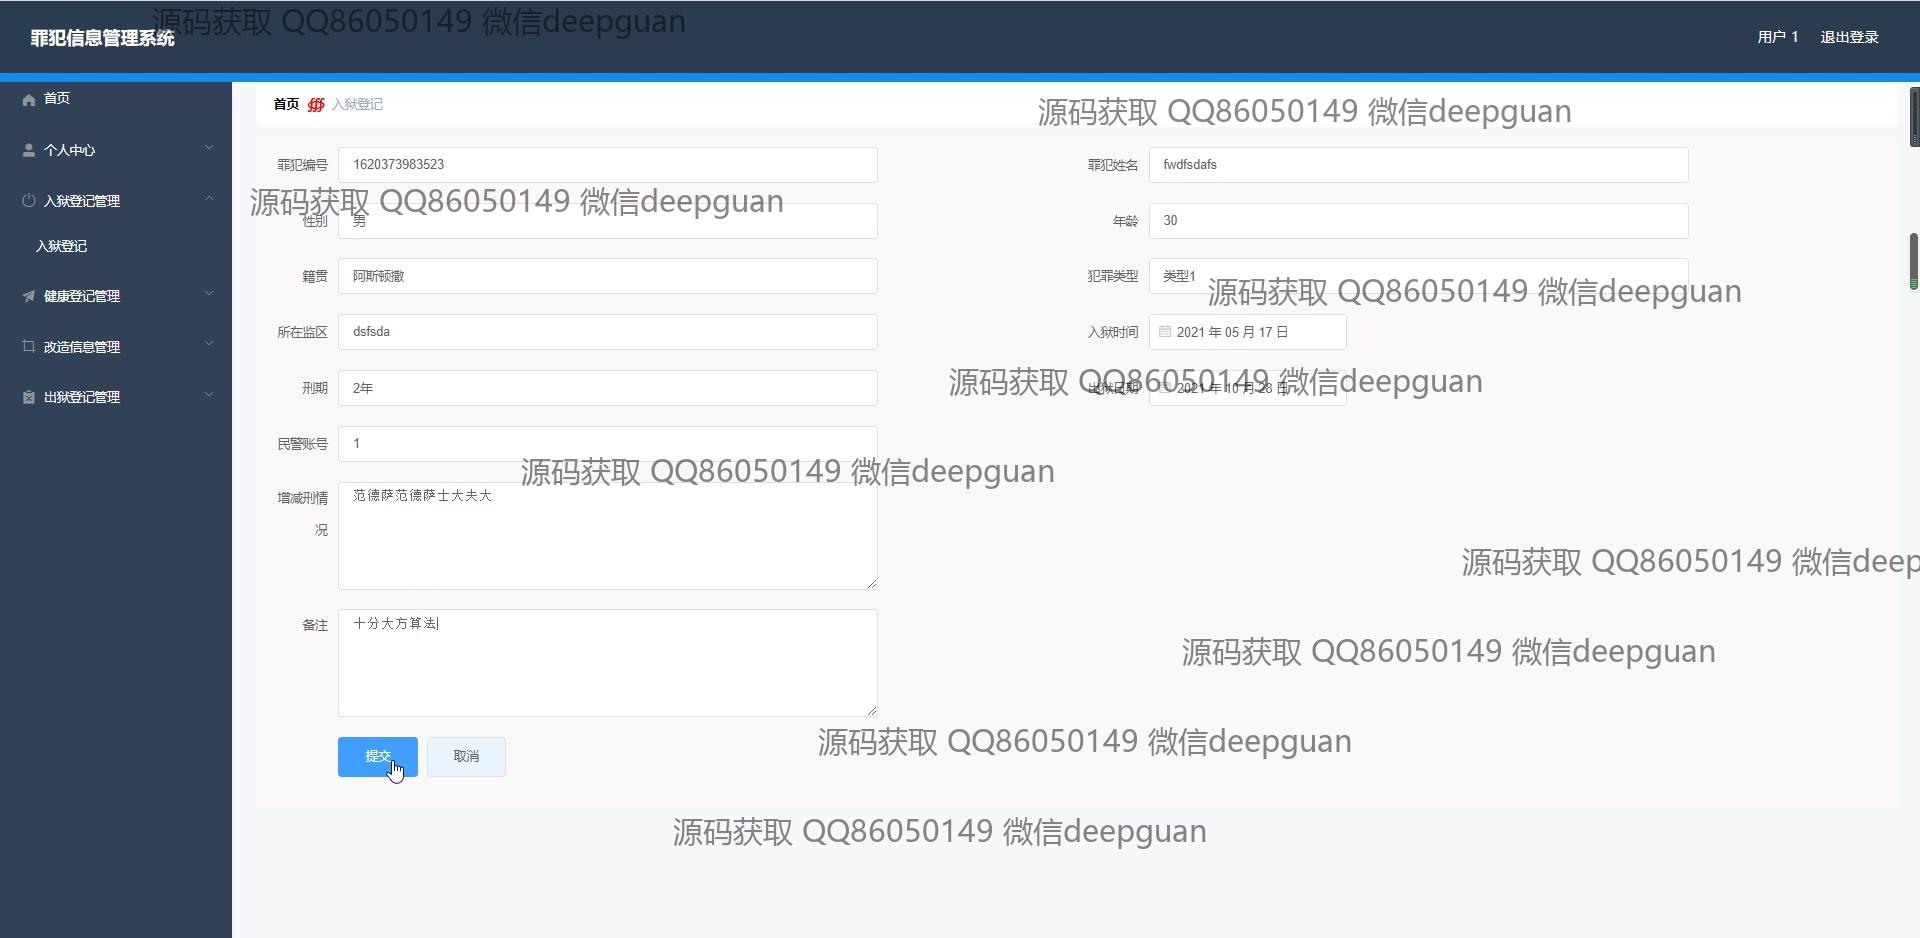 源码获取 QQ86050149 微信deepguan
罪犯信息管理系统
用户 1
退出登录
首页
个人中心
入狱登记管理
入狱登记
健康登记管理
改造信息管理
出狱登记管理
首页 入狱登记
源码获取 QQ86050149 微信deepguan
罪犯编号 1620373983523
罪犯姓名 fwdfsdafs
源码获取 QQ86050149 微信deepguan
性别 男
年龄 30
籍贯 阿斯顿撒
犯罪类型 类型1
源码获取 QQ86050149 微信deepguan
所在监区 dsfsda
入狱时间 2021 年 05 月 17 日
源码获取 QQ86050149 微信deepguan
刑期 2年
出狱日期 2021 年 10 月 28 日
民警账号 1
源码获取 QQ86050149 微信deepguan
增减刑情
况
范德萨范德萨士大夫大
源码获取 QQ86050149 微信deep
备注 十分大方算法
源码获取 QQ86050149 微信deepguan
提交
取消
源码获取 QQ86050149 微信deepguan
源码获取 QQ86050149 微信deepguan